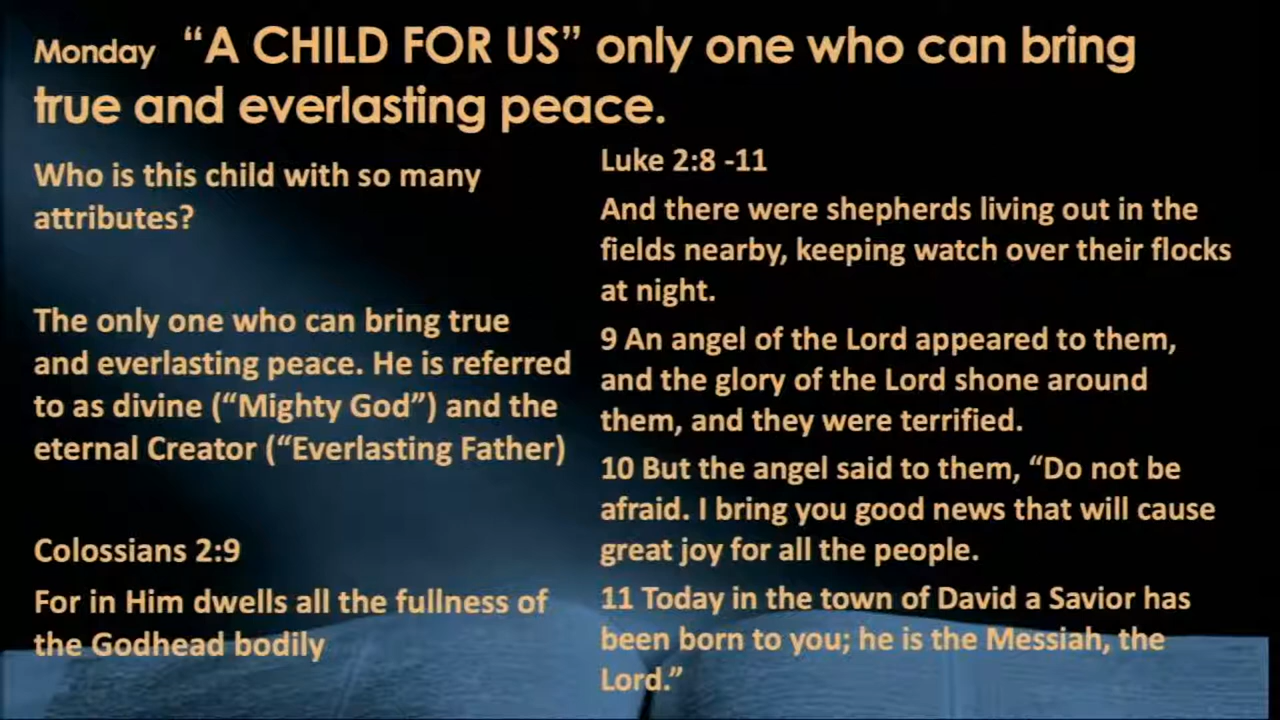 Monday “A CHILD FOR US” only one who can bring
true and everlasting peace.
Who is this child with so many
attributes?
The only one who can bring true
and everlasting peace. He is referred
to as divine (“Mighty God”) and the
eternal Creator (“Everlasting Father)
Colossians 2:9
For in Him dwells all the fullness of
the Godhead bodily
Luke 2:8 -11
And there were shepherds living out in the
fields nearby, keeping watch over their flocks
at night.
9 An angel of the Lord appeared to them,
and the glory of the Lord shone around
them, and they were terrified.
10 But the angel said to them, “Do not be
afraid. I bring you good news that will cause
great joy for all the people.
11 Today in the town of David a Savior has
been born to you; he is the Messiah, the
Lord.”